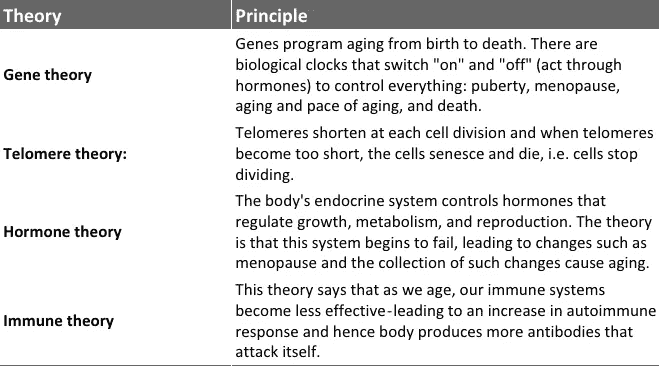 Theory Principle
Gene theory
Genes program aging from birth to death. There are
biological clocks that switch "on" and "off" (act through
hormones) to control everything: puberty, menopause,
aging and pace of aging, and death.
Telomere theory:
Telomeres shorten at each cell division and when telomeres
become too short, the cells senesce and die, i.e. cells stop
dividing.
Hormone theory
The body's endocrine system controls hormones that
regulate growth, metabolism, and reproduction. The theory
is that this system begins to fail, leading to changes such as
menopause and the collection of such changes cause aging.
Immune theory
This theory says that as we age, our immune systems
become less effective-leading to an increase in autoimmune
response and hence body produces more antibodies that
attack itself.